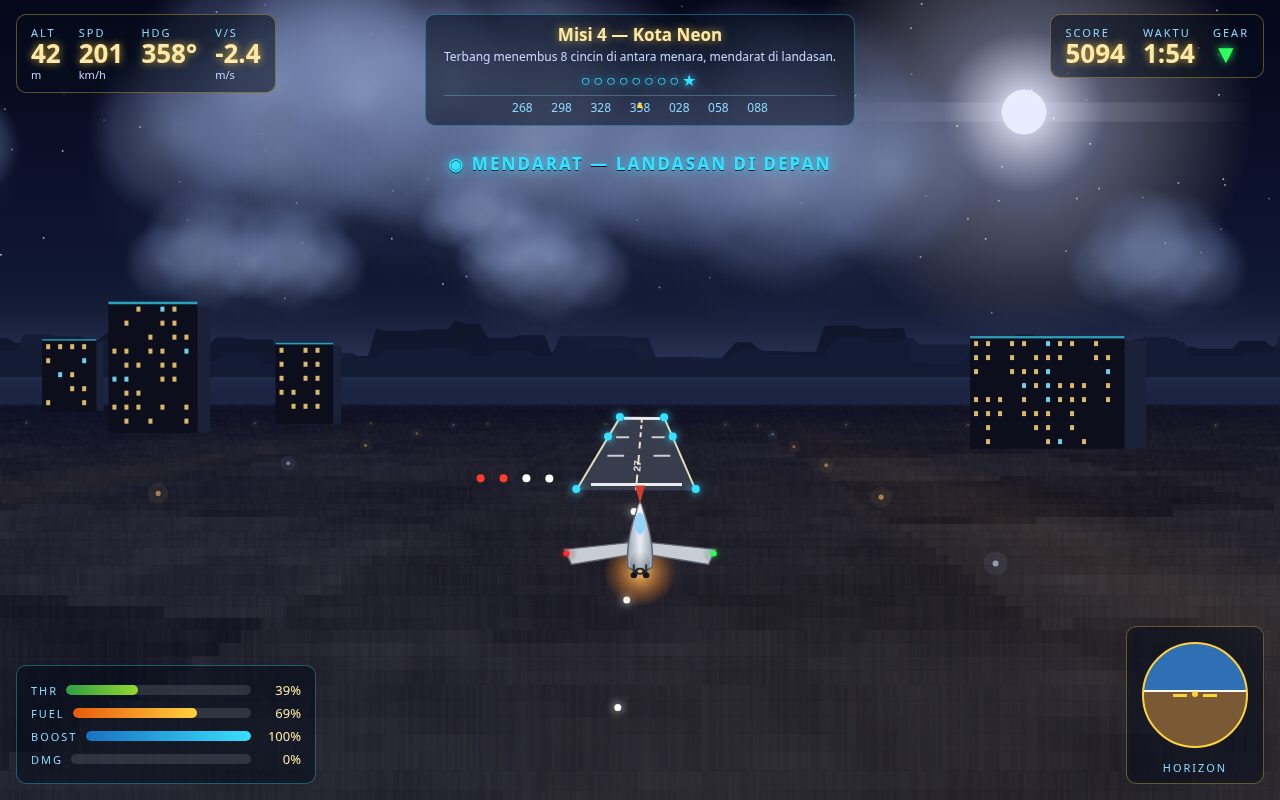 ALT SPD HDG V/S
42 201 358° -2.4
m km/h m/s
Misi 4 — Kota Neon
Terbang menembus 8 cincin di antara menara, mendarat di landasan.
○○○○○○○○★
268 298 328 358 028 058 088
SCORE WAKTU GEAR
5094 1:54 ▼
◉ MENDARAT — LANDASAN DI DEPAN
27
THR 39%
FUEL 69%
BOOST 100%
DMG 0%
HORIZON